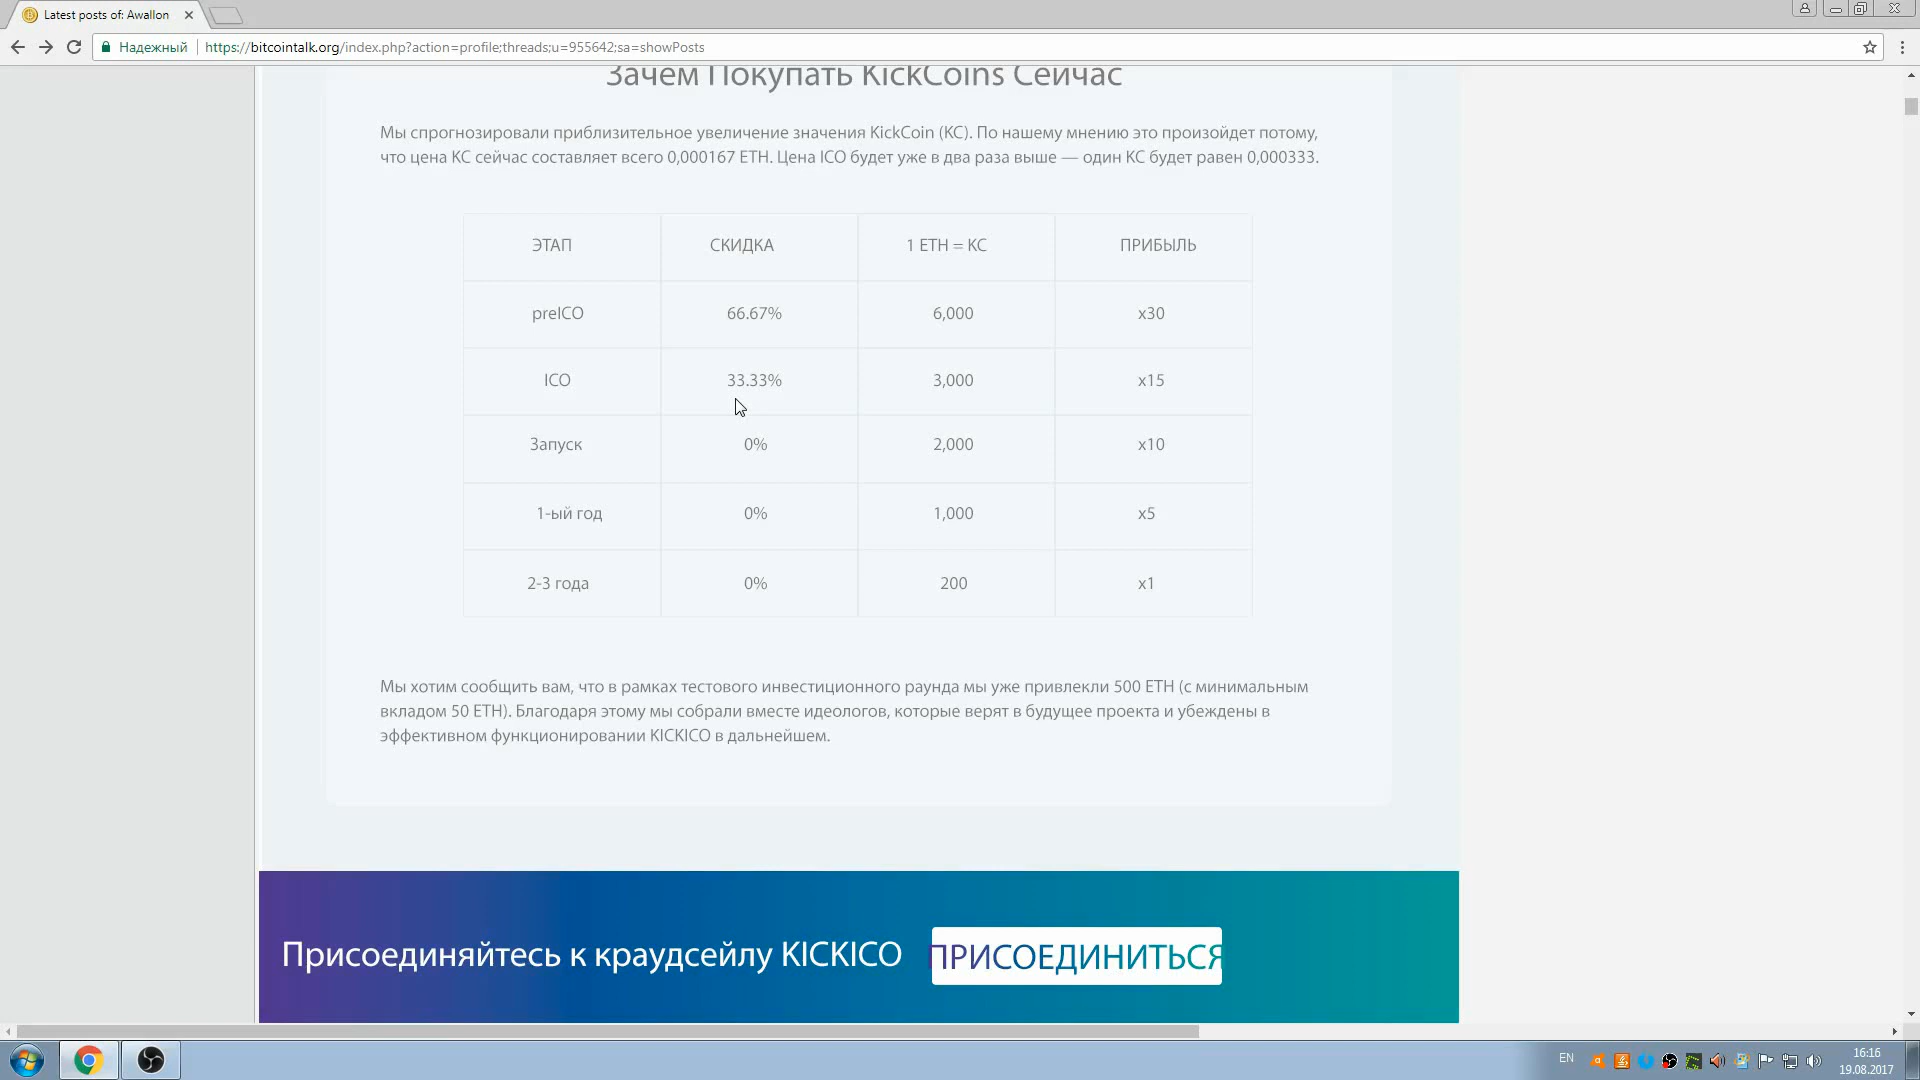 Latest posts of: Awallon
Надежный
https://bitcointalk.org/index.php?action=profile;threads;u=955642;sa=showPosts
Зачем Покупать KickCoins Сейчас
Мы спрогнозировали приблизительное увеличение значения KickCoin (КС). По нашему мнению это произойдет потому,
что цена КС сейчас составляет всего 0,000167 ETH. Цена ICO будет уже в два раза выше — один КС будет равен 0,000333.
ЭТАП СКИДКА 1 ETH = KC ПРИБЫЛЬ
preICO 66.67% 6,000 x30
ICO 33.33% 3,000 x15
Запуск 0% 2,000 x10
1-ый год 0% 1,000 x5
2-3 года 0% 200 x1
Мы хотим сообщить вам, что в рамках тестового инвестиционного раунда мы уже привлекли 500 ETH (с минимальным
вкладом 50 ETH). Благодаря этому мы собрали вместе идеологов, которые верят в будущее проекта и убеждены в
эффективном функционировании KICKICO в дальнейшем.
Присоединяйтесь к краудсейлу KICKICO
ПРИСОЕДИНИТЬСЯ
EN
16:16
19.08.2017